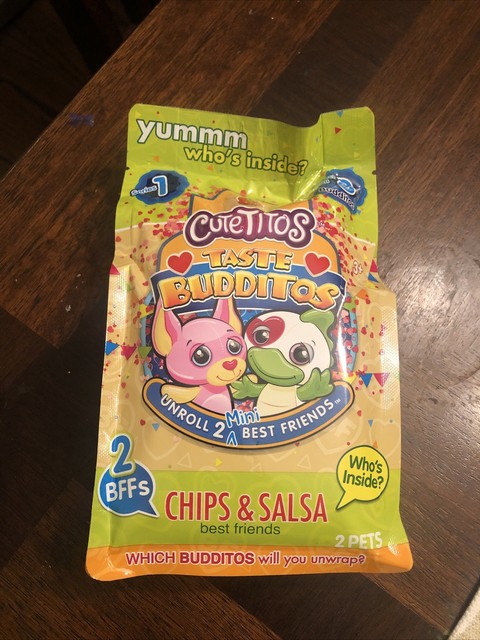 yummm
who's inside?
Series 1
CUTETITOS
TASTE
BUDDITOS
UNROLL 2 Mini BEST FRIENDS™
2
BFFs
Who's
Inside?
CHIPS & SALSA
best friends
2 PETS
WHICH BUDDITOS will you unwrap?